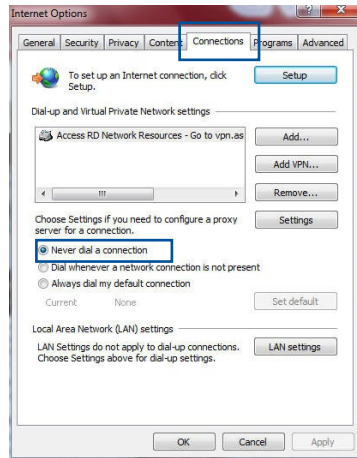 Internet Options
General Security Privacy Content Connections Programs Advanced
To set up an Internet connection, click
Setup.
Setup
Dial-up and Virtual Private Network settings
Access RD Network Resources - Go to vpn.as
Add...
Add VPN...
Remove...
Choose Settings if you need to configure a proxy
server for a connection.
Settings
Never dial a connection
Dial whenever a network connection is not present
Always dial my default connection
Current None
Set default
Local Area Network (LAN) settings
LAN Settings do not apply to dial-up connections.
Choose Settings above for dial-up settings.
LAN settings
OK Cancel Apply